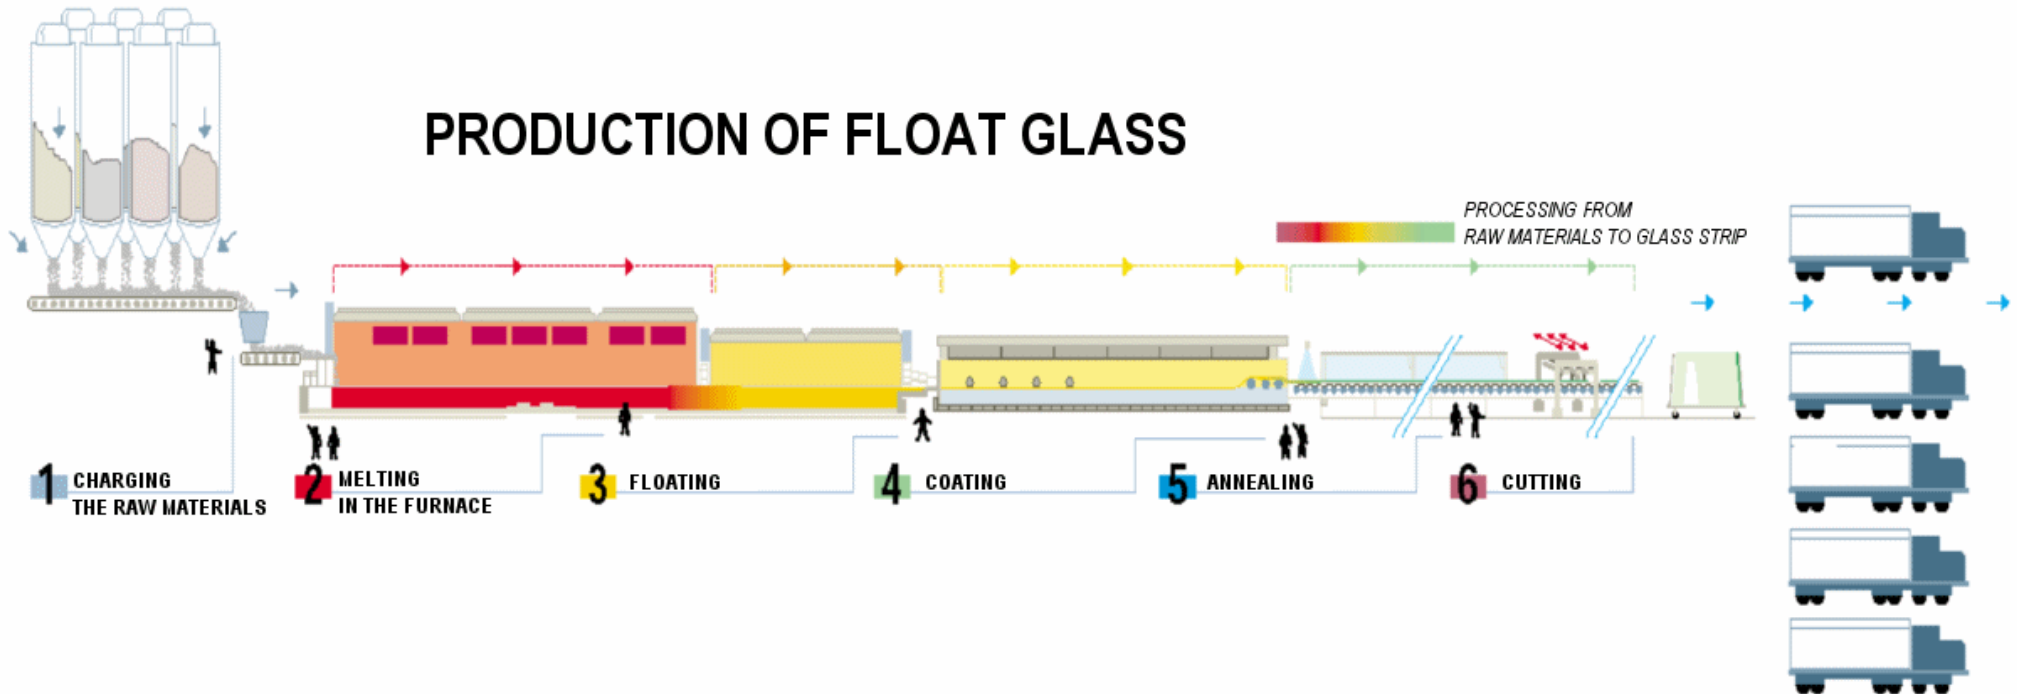 PRODUCTION OF FLOAT GLASS
PROCESSING FROM
RAW MATERIALS TO GLASS STRIP
1 CHARGING
THE RAW MATERIALS
2 MELTING
IN THE FURNACE
3 FLOATING
4 COATING
5 ANNEALING
6 CUTTING